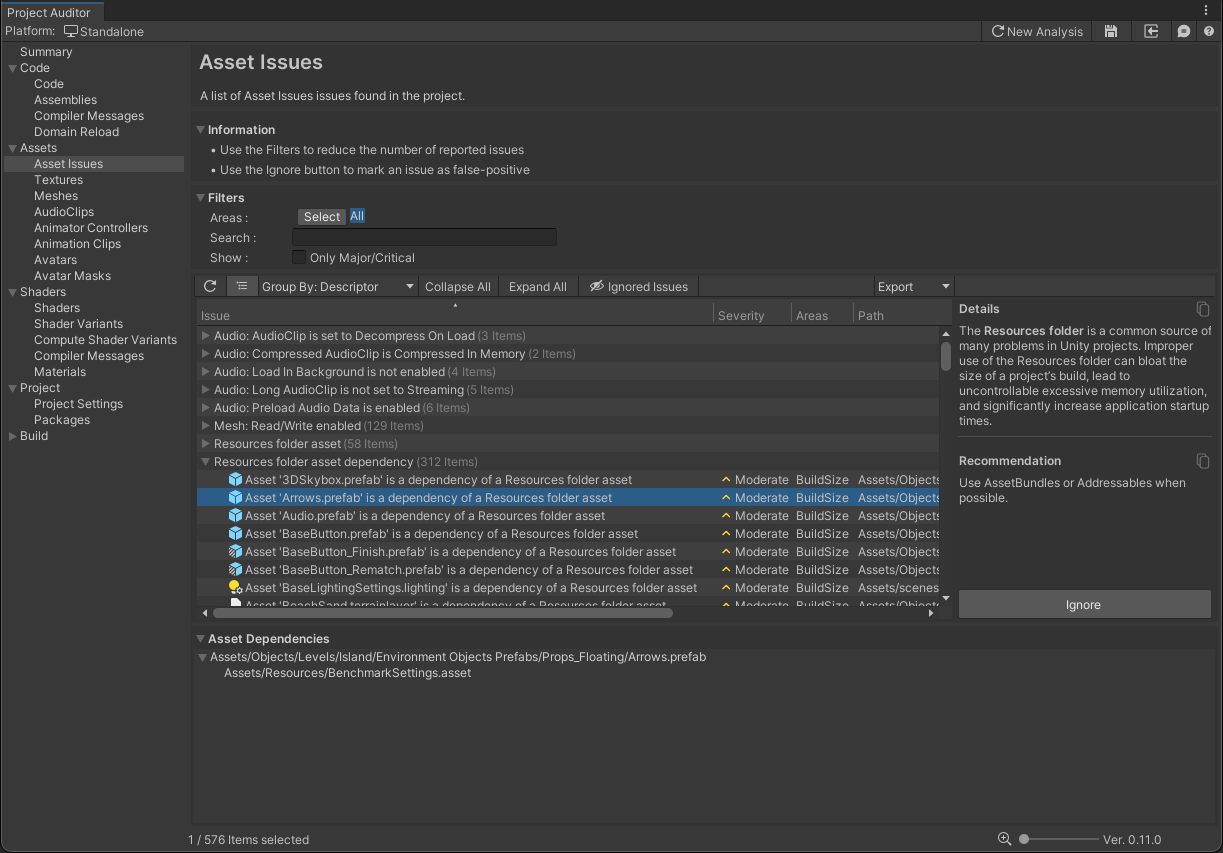 Project Auditor
Platform: Standalone
New Analysis
Summary
Code
Code
Assemblies
Compiler Messages
Domain Reload
Assets
Asset Issues
Textures
Meshes
AudioClips
Animator Controllers
Animation Clips
Avatars
Avatar Masks
Shaders
Shaders
Shader Variants
Compute Shader Variants
Compiler Messages
Materials
Project
Project Settings
Packages
Build
Asset Issues
A list of Asset Issues issues found in the project.
Information
• Use the Filters to reduce the number of reported issues
• Use the Ignore button to mark an issue as false-positive
Filters
Areas : Select All
Search :
Show : Only Major/Critical
Group By: Descriptor Collapse All Expand All Ignored Issues Export
Issue Severity Areas Path
Audio: AudioClip is set to Decompress On Load (3 Items)
Audio: Compressed AudioClip is Compressed In Memory (2 Items)
Audio: Load In Background is not enabled (4 Items)
Audio: Long AudioClip is not set to Streaming (5 Items)
Audio: Preload Audio Data is enabled (6 Items)
Mesh: Read/Write enabled (129 Items)
Resources folder asset (58 Items)
Resources folder asset dependency (312 Items)
Asset '3DSkybox.prefab' is a dependency of a Resources folder asset Moderate BuildSize Assets/Objects
Asset 'Arrows.prefab' is a dependency of a Resources folder asset Moderate BuildSize Assets/Objects
Asset 'Audio.prefab' is a dependency of a Resources folder asset Moderate BuildSize Assets/Objects
Asset 'BaseButton.prefab' is a dependency of a Resources folder asset Moderate BuildSize Assets/Objects
Asset 'BaseButton_Finish.prefab' is a dependency of a Resources folder asset Moderate BuildSize Assets/Objects
Asset 'BaseButton_Rematch.prefab' is a dependency of a Resources folder asset Moderate BuildSize Assets/Objects
Asset 'BaseLightingSettings.lighting' is a dependency of a Resources folder asset Moderate BuildSize Assets/scenes
Asset 'BeachSand.terrainlayer' is a dependency of a Resources folder asset Moderate BuildSize Assets/Objects
Details
The Resources folder is a common source of
many problems in Unity projects. Improper
use of the Resources folder can bloat the
size of a project's build, lead to
uncontrollable excessive memory utilization,
and significantly increase application startup
times.
Recommendation
Use AssetBundles or Addressables when
possible.
Ignore
Asset Dependencies
Assets/Objects/Levels/Island/Environment Objects Prefabs/Props_Floating/Arrows.prefab
Assets/Resources/BenchmarkSettings.asset
1 / 576 Items selected
Ver. 0.11.0